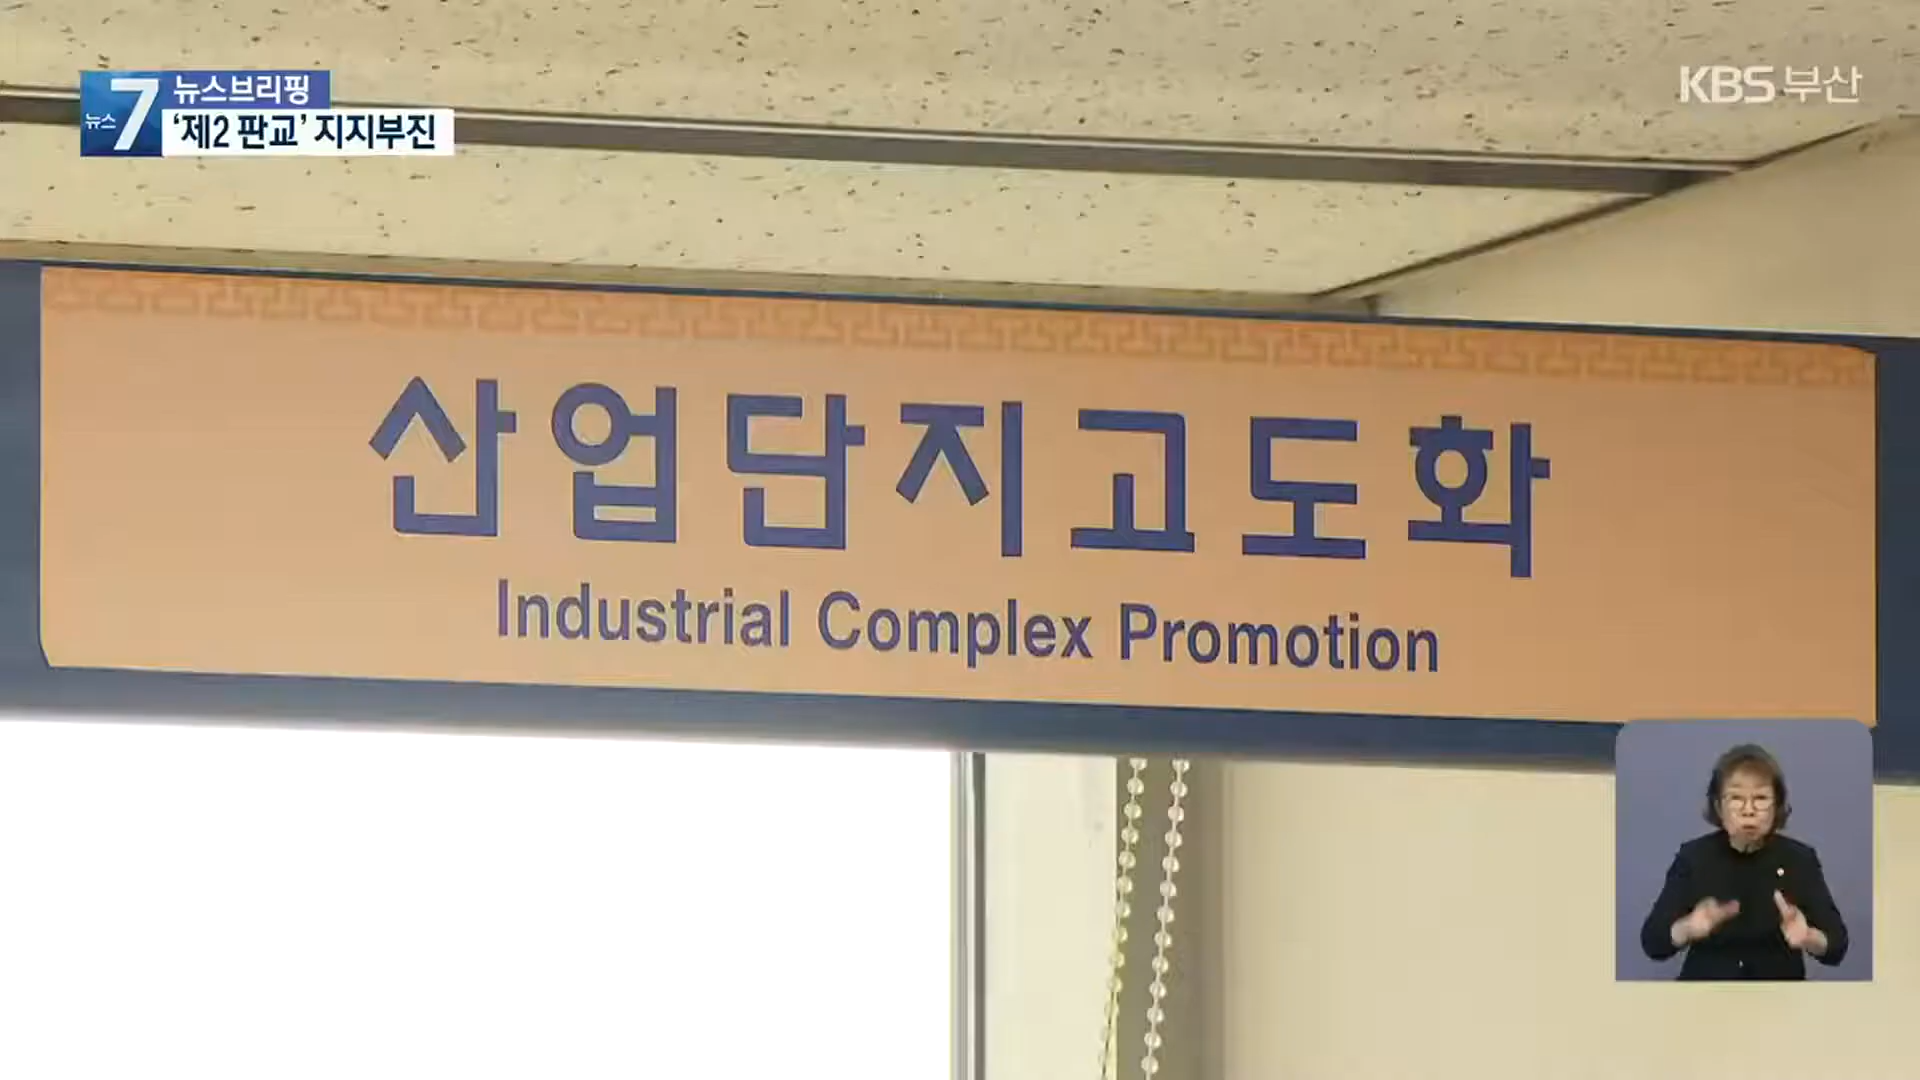 뉴스브리핑
뉴스7
‘제2 판교’ 지지부진
KBS 부산
산업단지고도화
Industrial Complex Promotion